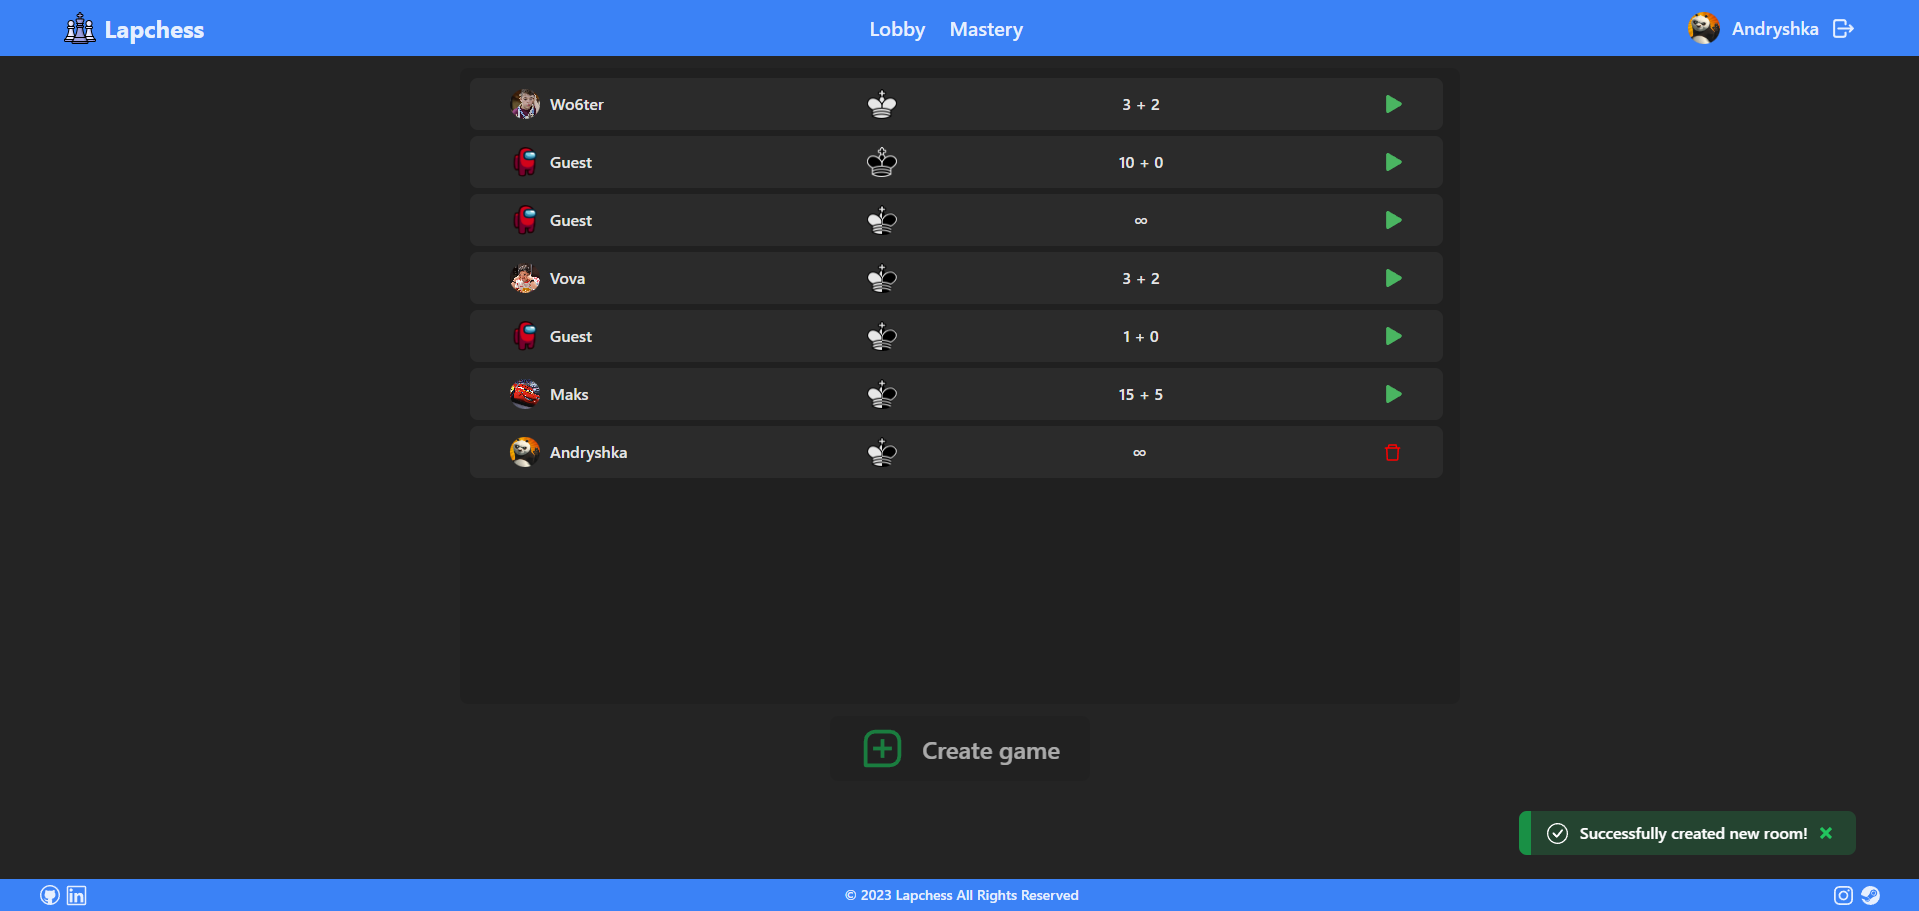 Lapchess
Lobby Mastery
Andryshka
Wo6ter 3 + 2
Guest 10 + 0
Guest ∞
Vova 3 + 2
Guest 1 + 0
Maks 15 + 5
Andryshka ∞
Create game
Successfully created new room!
© 2023 Lapchess All Rights Reserved